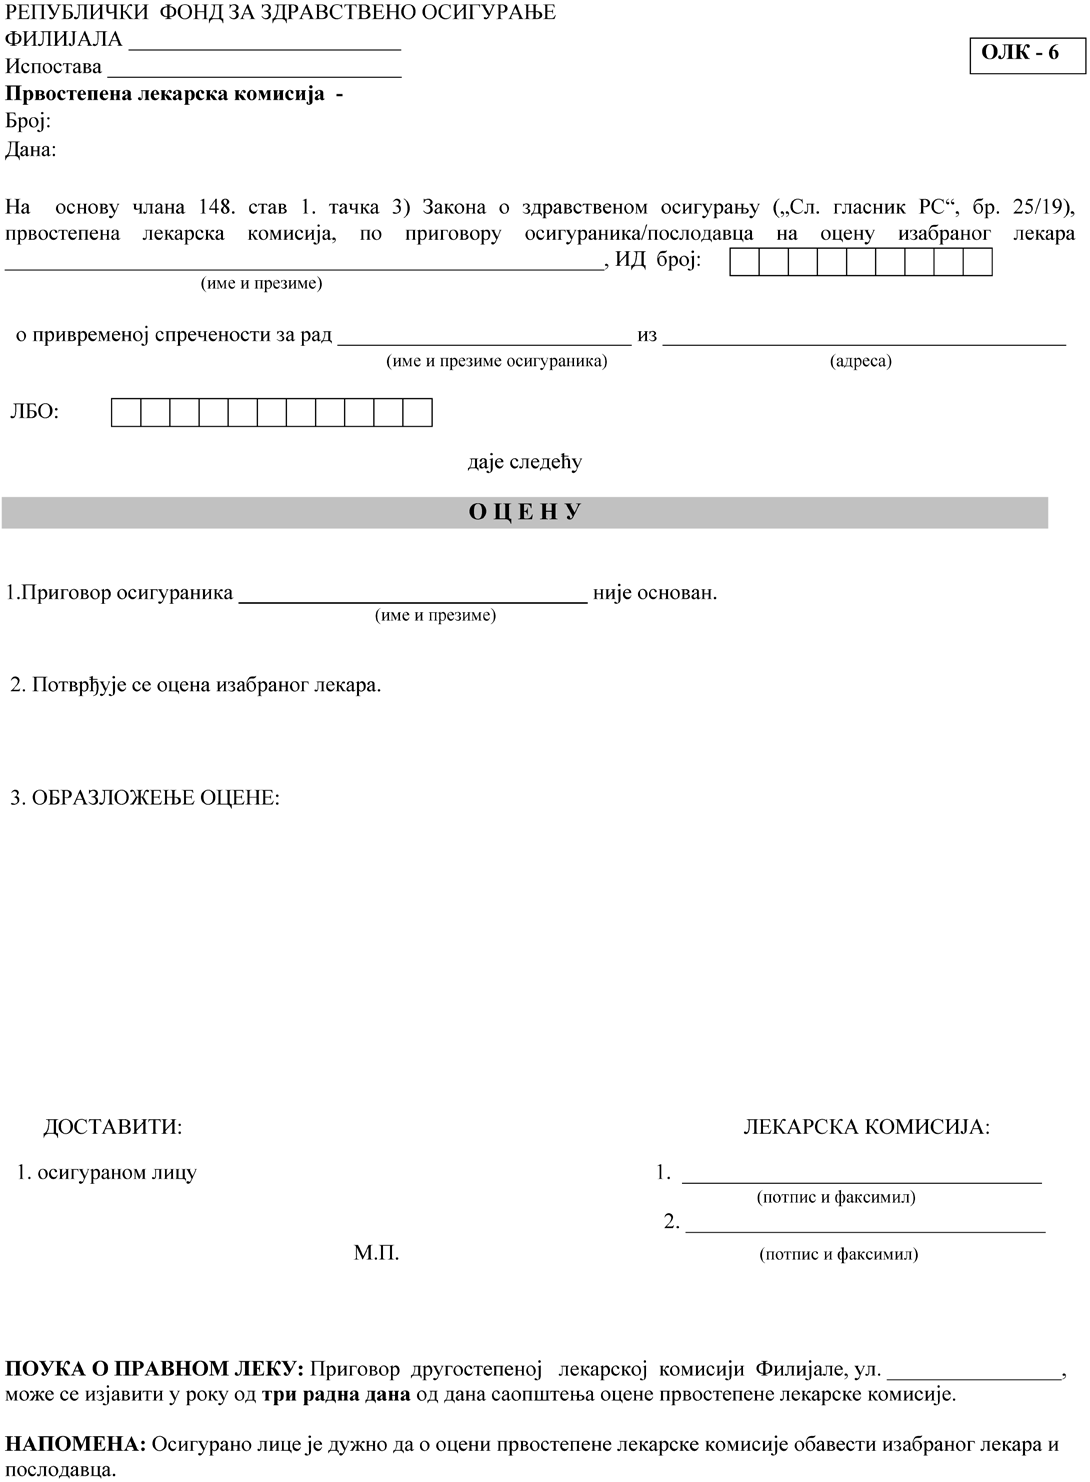 РЕПУБЛИЧКИ ФОНД ЗА ЗДРАВСТВЕНО ОСИГУРАЊЕ
ФИЛИЈАЛА
ОЛК - 6
Испостава
Првостепена лекарска комисија -
Број:
Дана:
На основу члана 148. став 1. тачка 3) Закона о здравственом осигурању („Сл. гласник РС“, бр. 25/19),
првостепена лекарска комисија, по приговору осигураника/послодавца на оцену изабраног лекара
, ИД број:
(име и презиме)
о привременој спречености за рад из
(име и презиме осигураника) (адреса)
ЛБО:
даје следећу
О Ц Е Н У
1.Приговор осигураника није основан.
(име и презиме)
2. Потврђује се оцена изабраног лекара.
3. ОБРАЗЛОЖЕЊЕ ОЦЕНЕ:
ДОСТАВИТИ: ЛЕКАРСКА КОМИСИЈА:
1. осигураном лицу 1.
(потпис и факсимил)
2.
М.П. (потпис и факсимил)
ПОУКА О ПРАВНОМ ЛЕКУ: Приговор другостепеној лекарској комисији Филијале, ул. ,
може се изјавити у року од три радна дана од дана саопштења оцене првостепене лекарске комисије.
НАПОМЕНА: Осигурано лице је дужно да о оцени првостепене лекарске комисије обавести изабраног лекара и
послодавца.